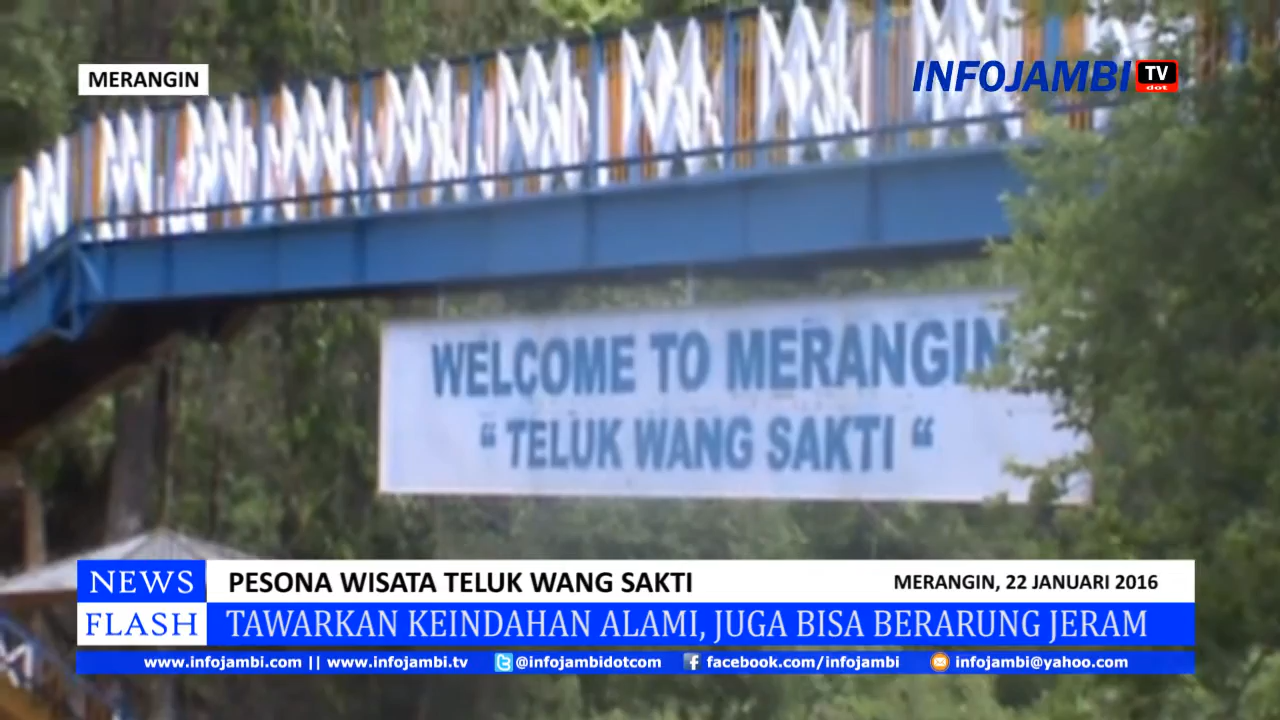 MERANGIN
INFOJAMBI TV
dot
WELCOME TO MERANGIN
“ TELUK WANG SAKTI “
NEWS FLASH
PESONA WISATA TELUK WANG SAKTI
MERANGIN, 22 JANUARI 2016
TAWARKAN KEINDAHAN ALAMI, JUGA BISA BERARUNG JERAM
www.infojambi.com || www.infojambi.tv @infojambidotcom facebook.com/infojambi infojambi@yahoo.com